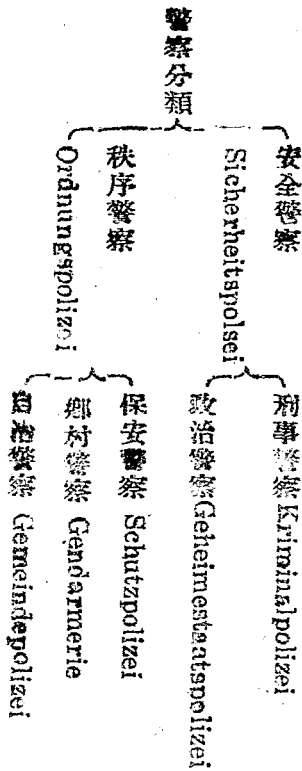 警察分類
安全警察
Sicherheitspolsei
刑事警察 Kriminalpolizei
政治警察 Geheimestaatspolizei
秩序警察
Ordnungspolizei
保安警察 Schutzpolizei
鄉村警察 Gendarmerie
自治警察 Gemeindepolizei